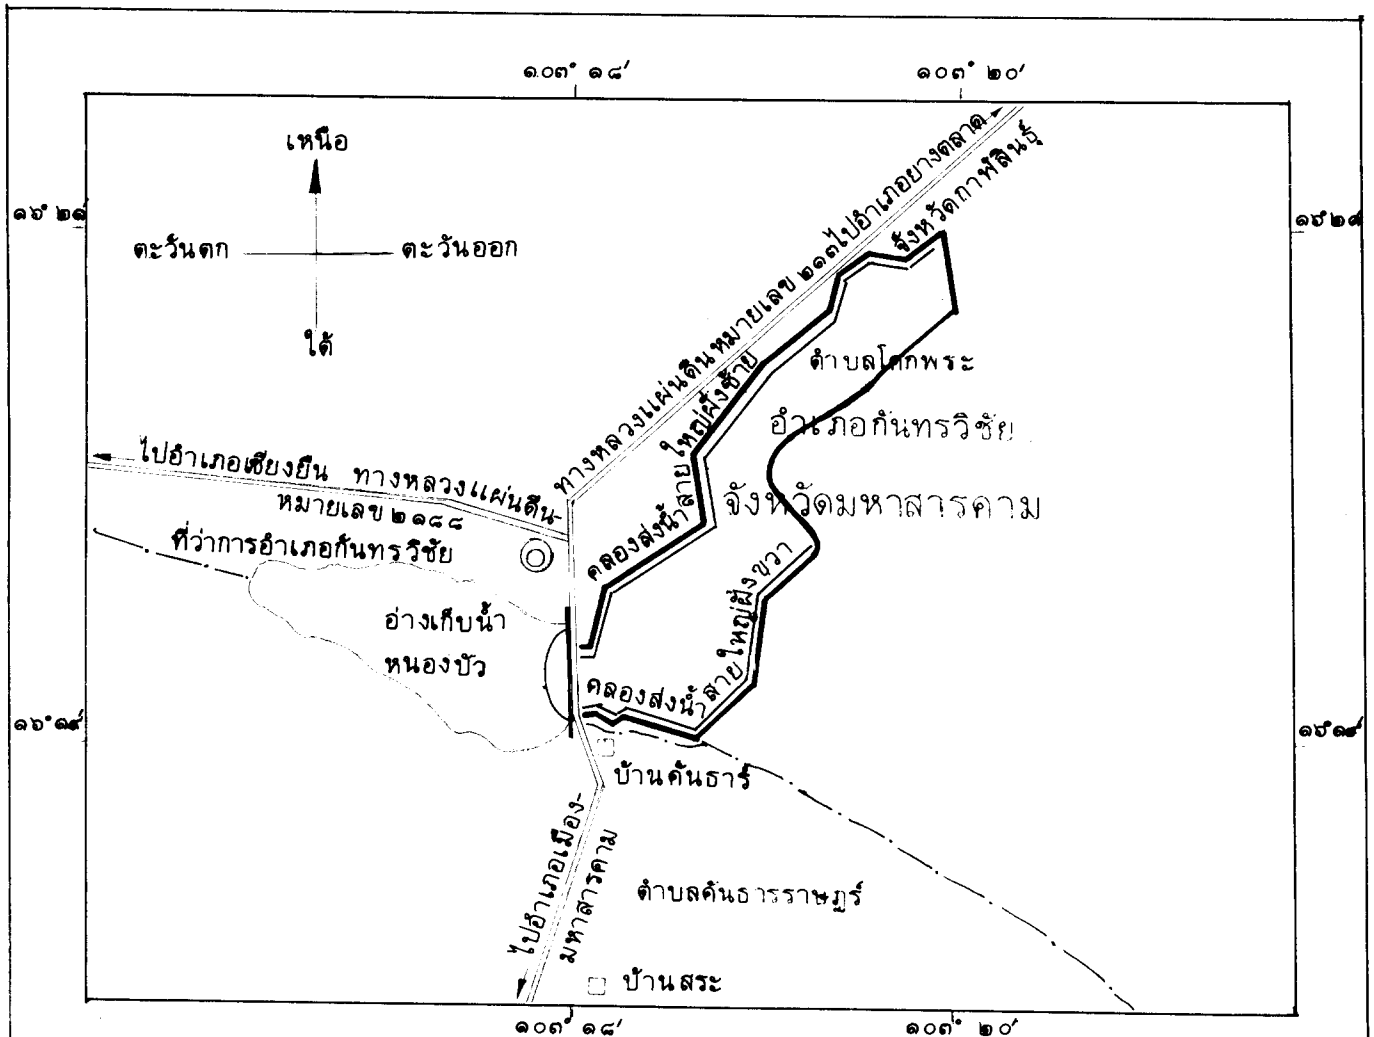 ๑๐๓° ๑๘′
๑๐๓° ๒๐′
เหนือ
ตะวันตก
ตะวันออก
ใต้
๑๖° ๒๑′
๑๖° ๒๑′
ทางหลวงแผ่นดินหมายเลข ๒๑๓ ไปอำเภอยางตลาด
จังหวัดกาฬสินธุ์
ตำบลโคกพระ
อำเภอกันทรวิชัย
จังหวัดมหาสารคาม
ไปอำเภอเชียงยืน ทางหลวงแผ่นดิน-
หมายเลข ๒๑๘๘
ที่ว่าการอำเภอกันทรวิชัย
คลองส่งน้ำสายใหญ่ฝั่งซ้าย
อ่างเก็บน้ำ
หนองบัว
คลองส่งน้ำสายใหญ่ฝั่งขวา
๑๖° ๑๙′
๑๖° ๑๙′
บ้านคันธาร์
ไปอำเภอเมือง-
มหาสารคาม
ตำบลคันธารราษฎร์
บ้านสระ
๑๐๓° ๑๘′
๑๐๓° ๒๐′